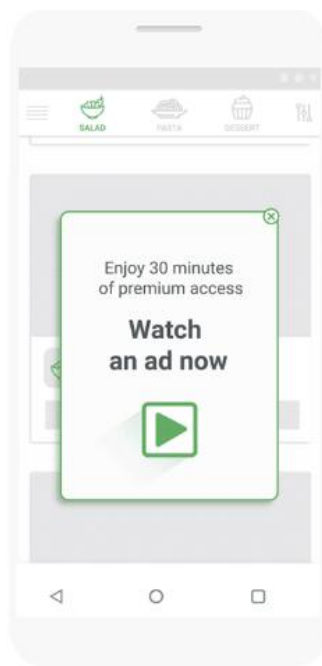 SALAD
PASTA
DESSERT
Enjoy 30 minutes
of premium access
Watch
an ad now